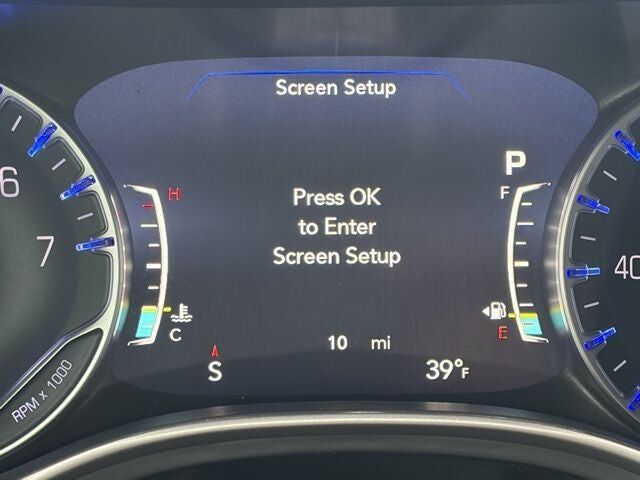 Screen Setup
P
6
H
F
Press OK
to Enter
Screen Setup
7
40
C
E
10 mi
S
39°F
RPM x 1000